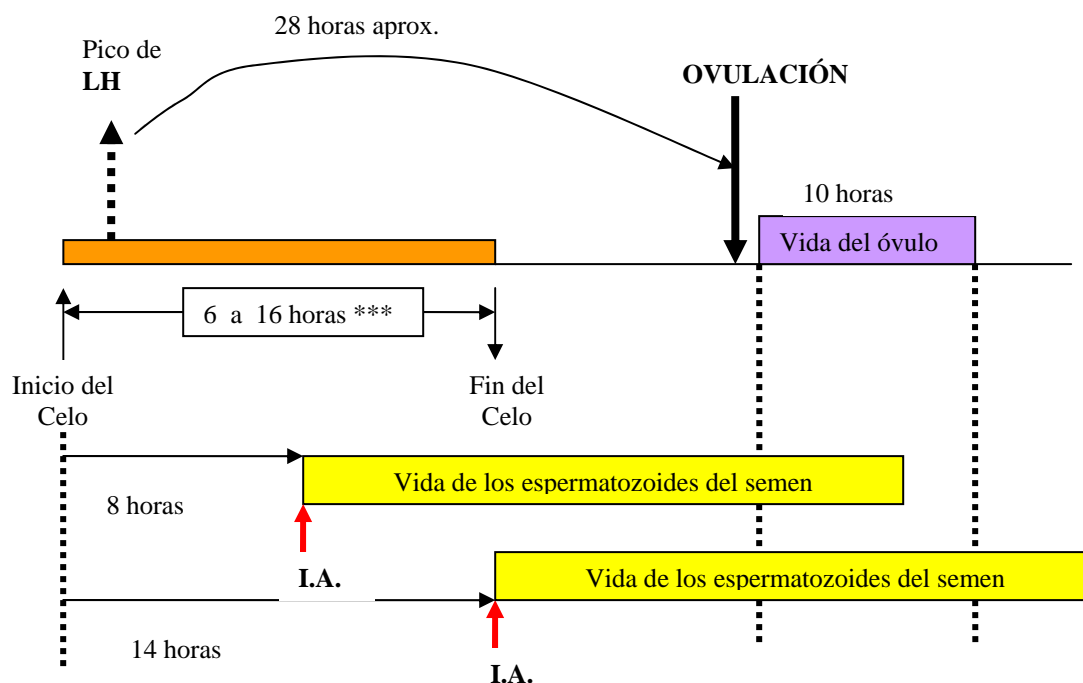 28 horas aprox.
Pico de
LH
OVULACIÓN
10 horas
Vida del óvulo
6 a 16 horas ***
Inicio del
Celo
Fin del
Celo
Vida de los espermatozoides del semen
8 horas
I.A.
Vida de los espermatozoides del semen
14 horas
I.A.